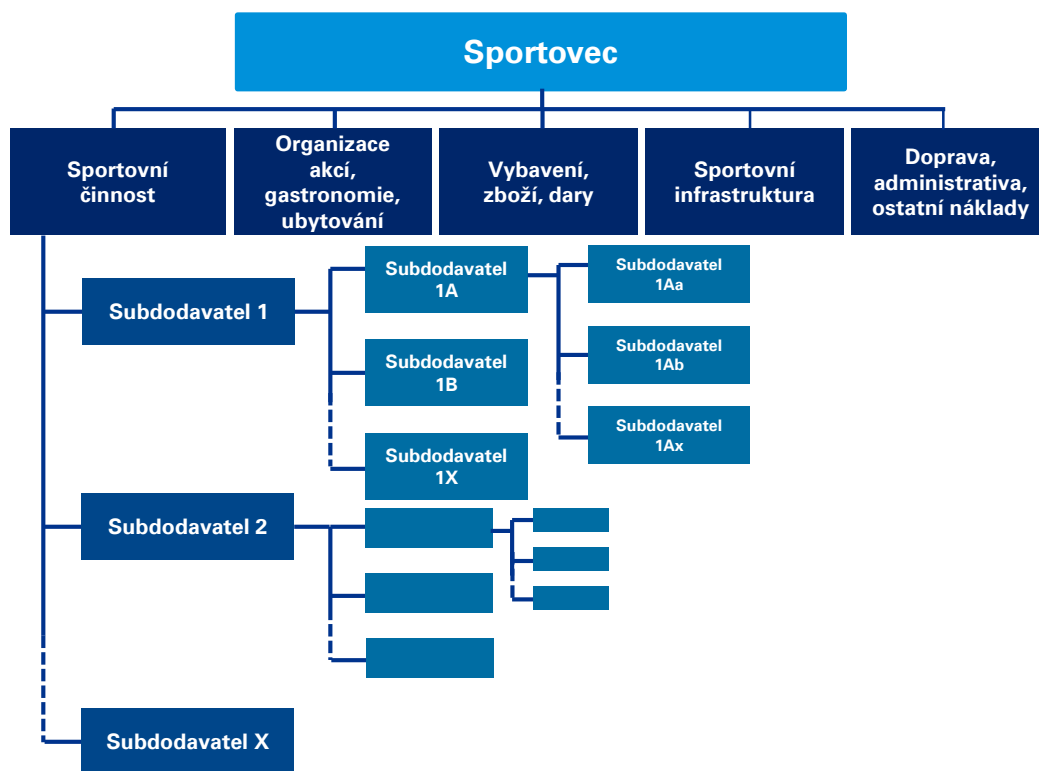 Sportovec
Sportovní
činnost
Organizace
akcí,
gastronomie,
ubytování
Vybavení,
zboží, dary
Sportovní
infrastruktura
Doprava,
administrativa,
ostatní náklady
Subdodavatel 1
Subdodavatel
1A
Subdodavatel
1Aa
Subdodavatel
1Ab
Subdodavatel
1B
Subdodavatel
1Ax
Subdodavatel
1X
Subdodavatel 2
Subdodavatel X